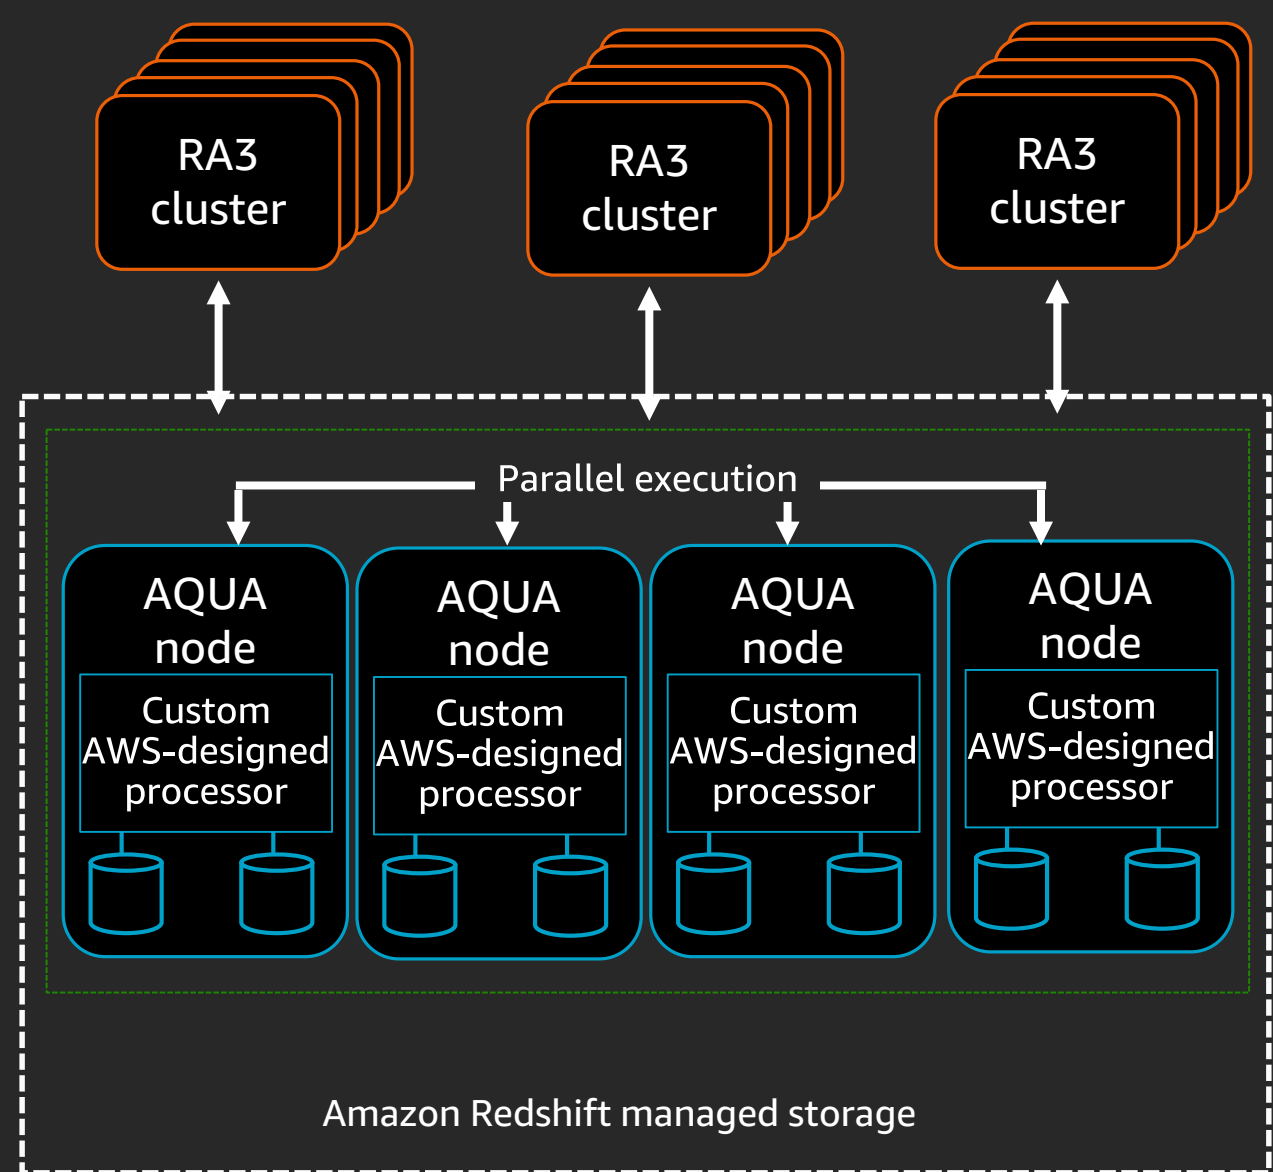 RA3
cluster
RA3
cluster
RA3
cluster
Parallel execution
AQUA
node
Custom
AWS-designed
processor
AQUA
node
Custom
AWS-designed
processor
AQUA
node
Custom
AWS-designed
processor
AQUA
node
Custom
AWS-designed
processor
Amazon Redshift managed storage